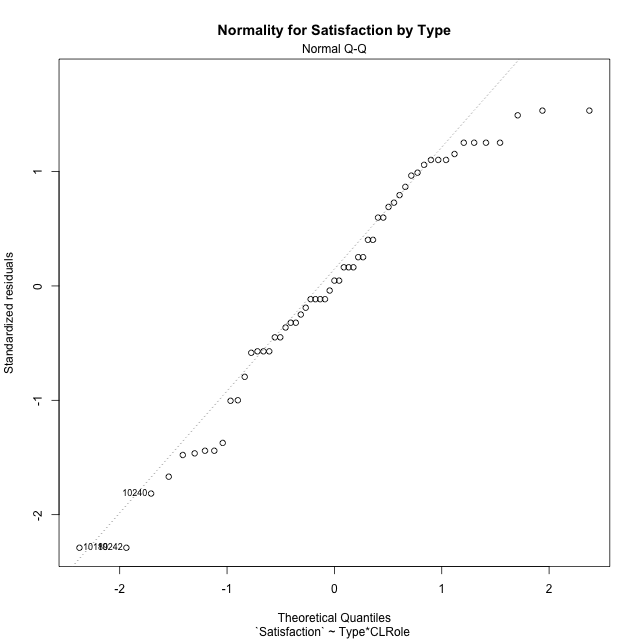 Normality for Satisfaction by Type
Normal Q-Q
Standardized residuals
1
0
-1
-2
10240
10242
-2 -1 0 1 2
Theoretical Quantiles
`Satisfaction` ~ Type*CLRole